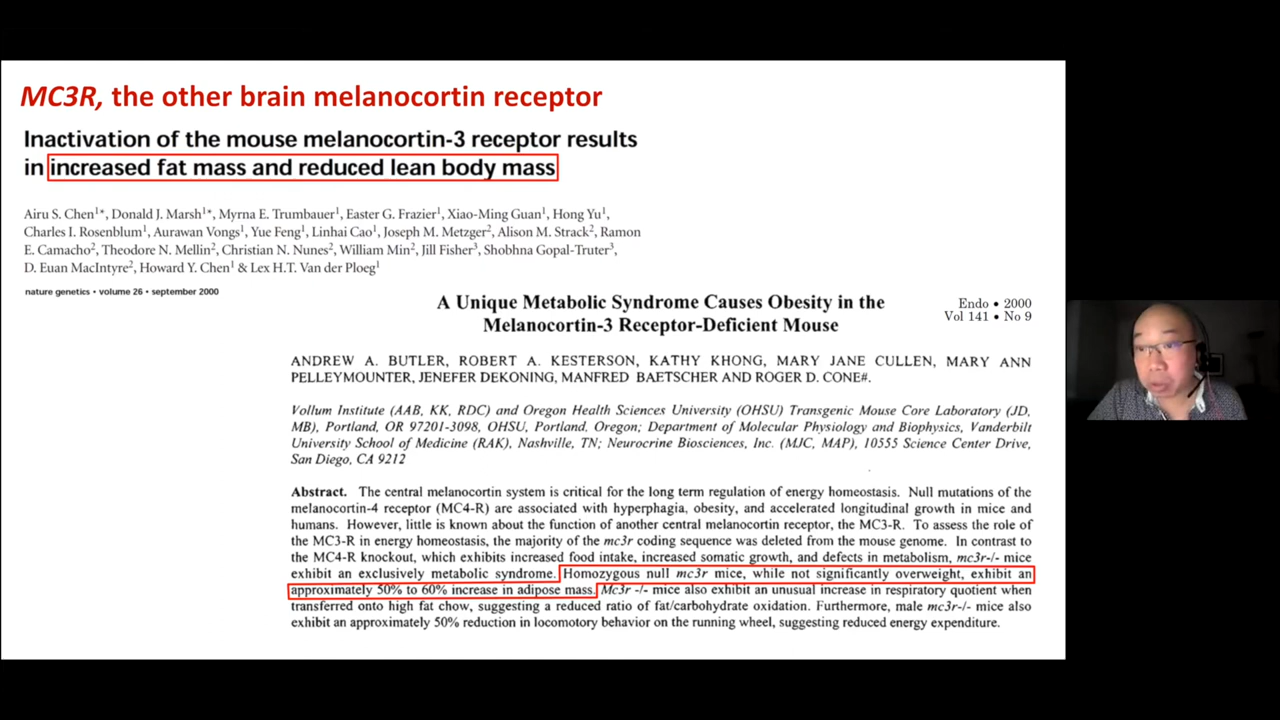 MC3R, the other brain melanocortin receptor
Inactivation of the mouse melanocortin-3 receptor results
in increased fat mass and reduced lean body mass
Airu S. Chen1*, Donald J. Marsh1*, Myrna E. Trumbauer1, Easter G. Frazier1, Xiao-Ming Guan1, Hong Yu1,
Charles I. Rosenblum1, Aurawan Vongs1, Yue Feng1, Linhai Cao1, Joseph M. Metzger2, Alison M. Strack2, Ramon
E. Camacho2, Theodore N. Mellin2, Christian N. Nunes2, William Min2, Jill Fisher3, Shobhna Gopal-Truter3,
D. Euan MacIntyre2, Howard Y. Chen1 & Lex H.T. Van der Ploeg1
nature genetics • volume 26 • september 2000
A Unique Metabolic Syndrome Causes Obesity in the
Melanocortin-3 Receptor-Deficient Mouse
Endo • 2000
Vol 141 • No 9
ANDREW A. BUTLER, ROBERT A. KESTERSON, KATHY KHONG, MARY JANE CULLEN, MARY ANN
PELLEYMOUNTER, JENEFER DEKONING, MANFRED BAETSCHER AND ROGER D. CONE#.
Vollum Institute (AAB, KK, RDC) and Oregon Health Sciences University (OHSU) Transgenic Mouse Core Laboratory (JD,
MB), Portland, OR 97201-3098, OHSU, Portland, Oregon; Department of Molecular Physiology and Biophysics, Vanderbilt
University School of Medicine (RAK), Nashville, TN; Neurocrine Biosciences, Inc. (MJC, MAP), 10555 Science Center Drive,
San Diego, CA 9212
Abstract. The central melanocortin system is critical for the long term regulation of energy homeostasis. Null mutations of the
melanocortin-4 receptor (MC4-R) are associated with hyperphagia, obesity, and accelerated longitudinal growth in mice and
humans. However, little is known about the function of another central melanocortin receptor, the MC3-R. To assess the role of
the MC3-R in energy homeostasis, the majority of the mc3r coding sequence was deleted from the mouse genome. In contrast to
the MC4-R knockout, which exhibits increased food intake, increased somatic growth, and defects in metabolism, mc3r-/- mice
exhibit an exclusively metabolic syndrome. Homozygous null mc3r mice, while not significantly overweight, exhibit an
approximately 50% to 60% increase in adipose mass. Mc3r -/- mice also exhibit an unusual increase in respiratory quotient when
transferred onto high fat chow, suggesting a reduced ratio of fat/carbohydrate oxidation. Furthermore, male mc3r-/- mice also
exhibit an approximately 50% reduction in locomotory behavior on the running wheel, suggesting reduced energy expenditure.